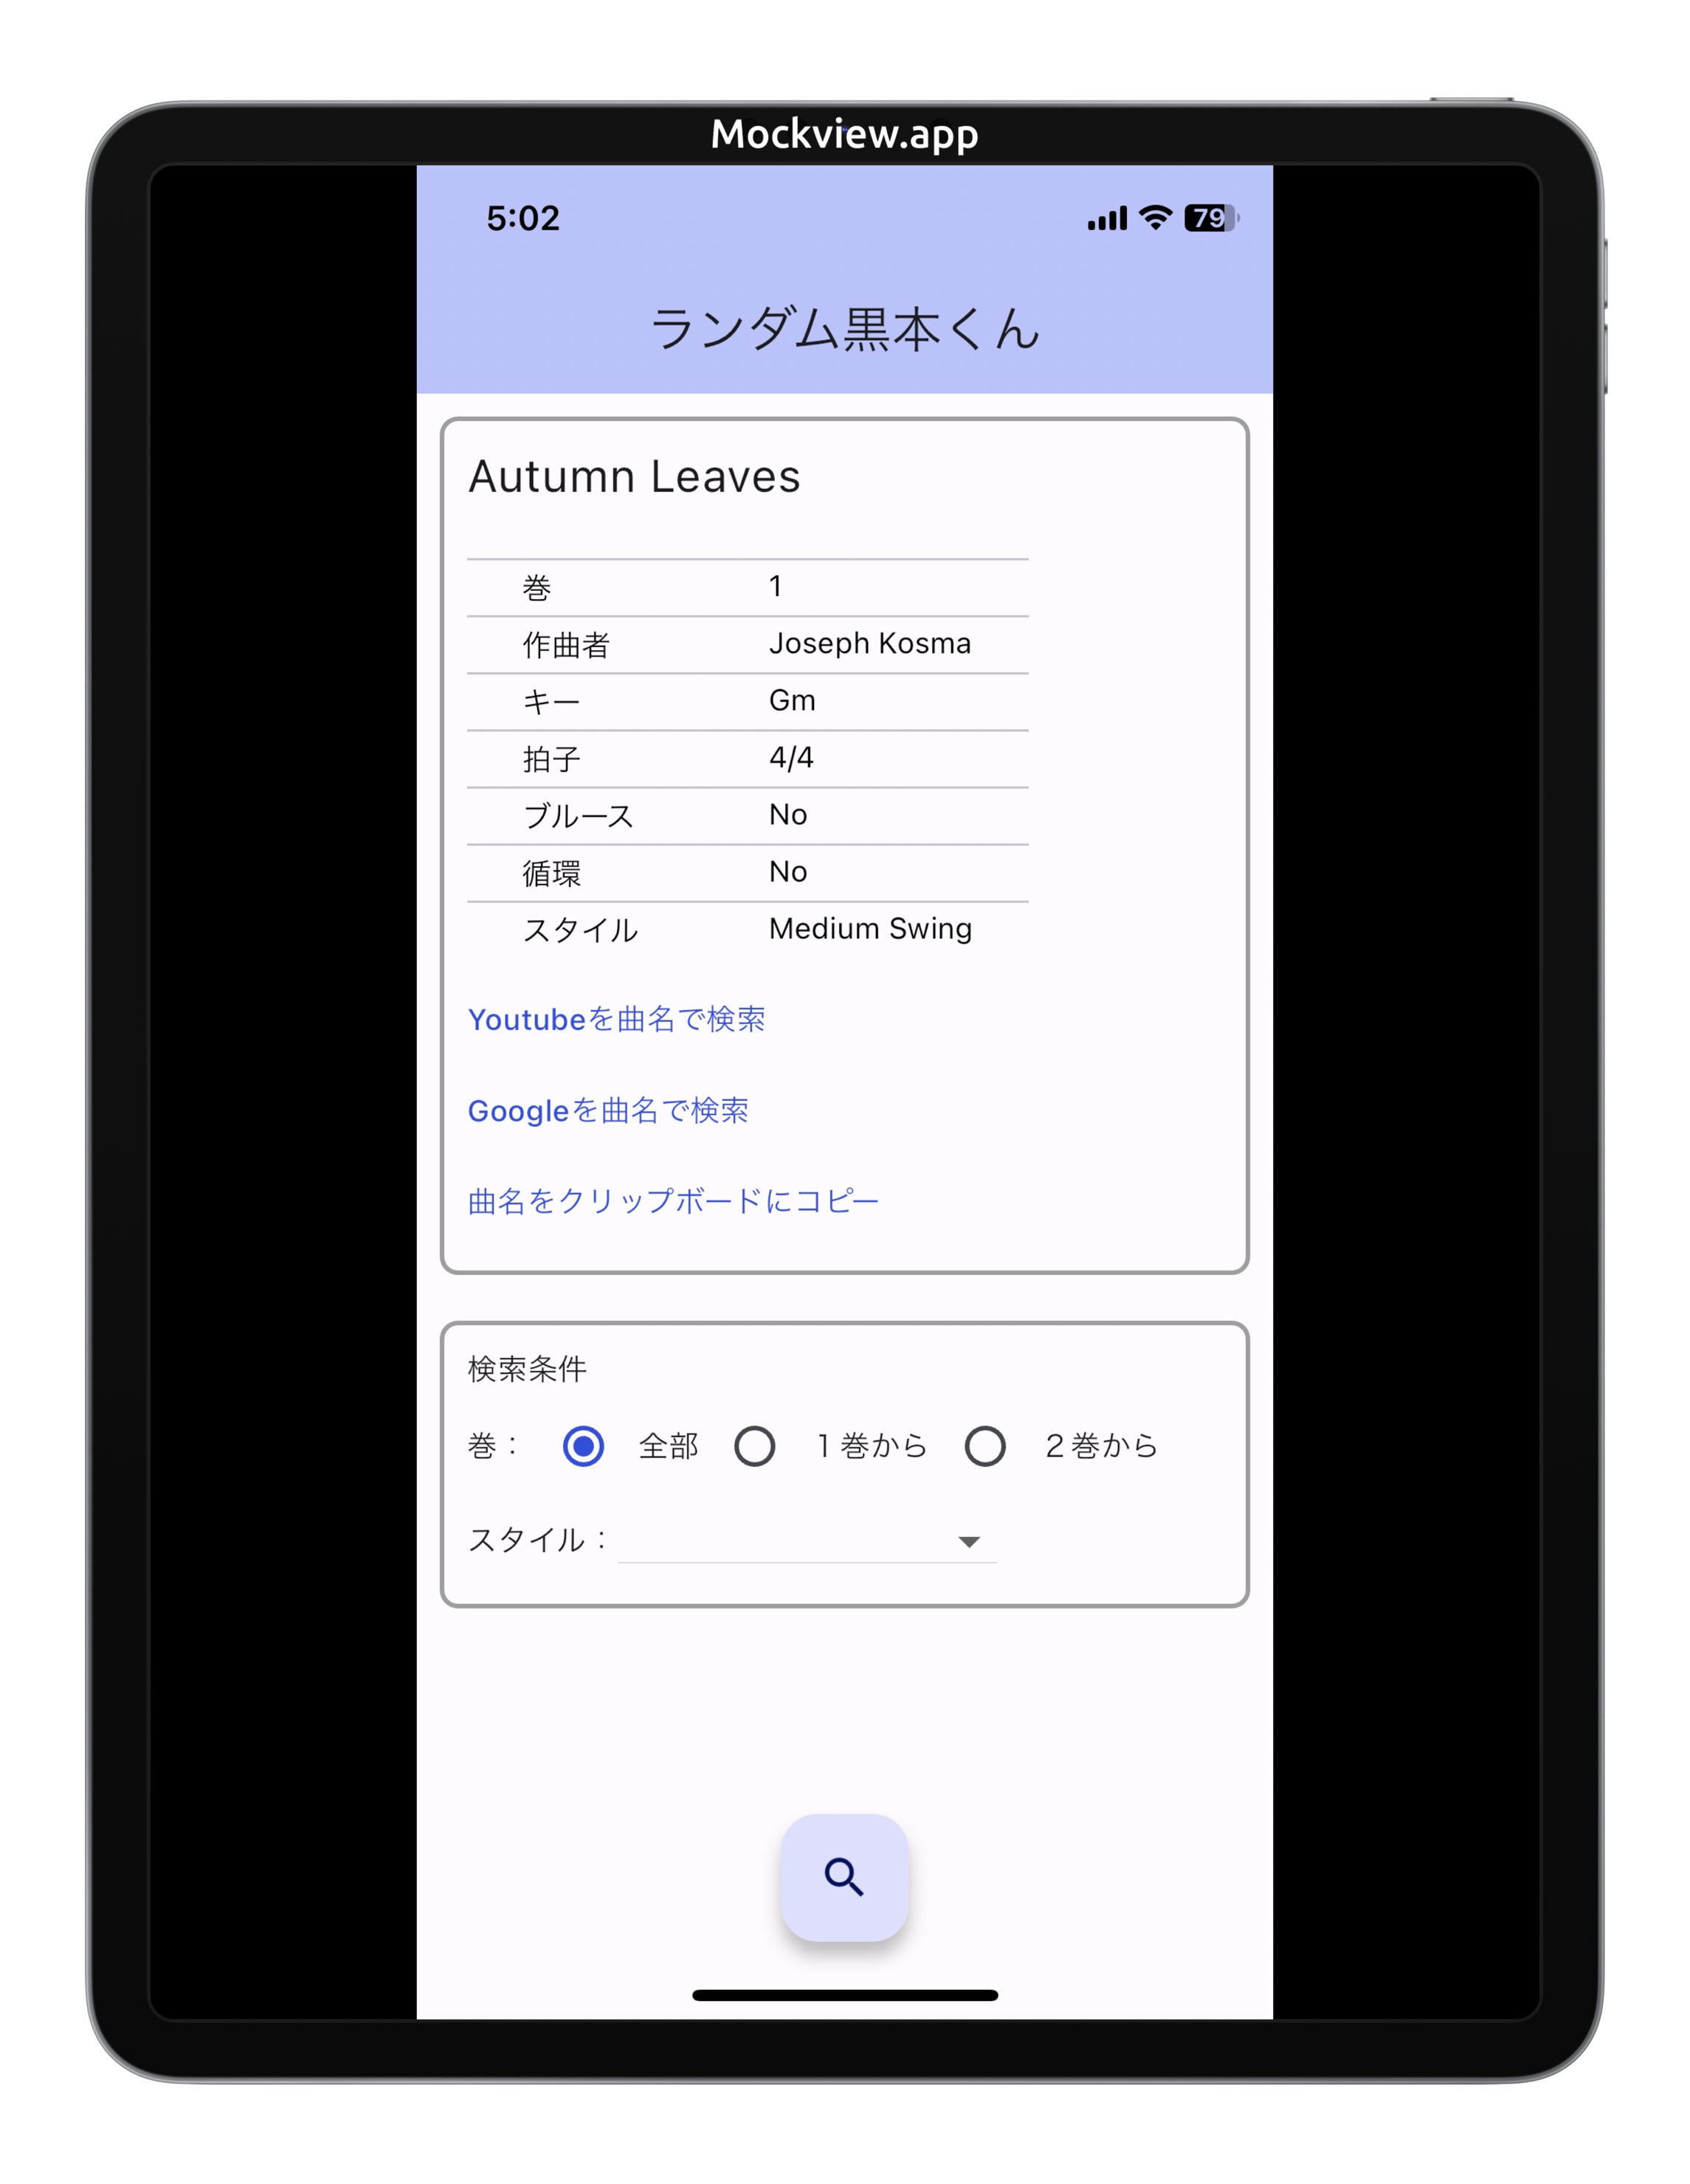 Mockview.app
5:02
79
ランダム黒本くん
Autumn Leaves
巻 1
作曲者 Joseph Kosma
キー Gm
拍子 4/4
ブルース No
循環 No
スタイル Medium Swing
Youtubeを曲名で検索
Googleを曲名で検索
曲名をクリップボードにコピー
検索条件
巻： 全部 １巻から ２巻から
スタイル：